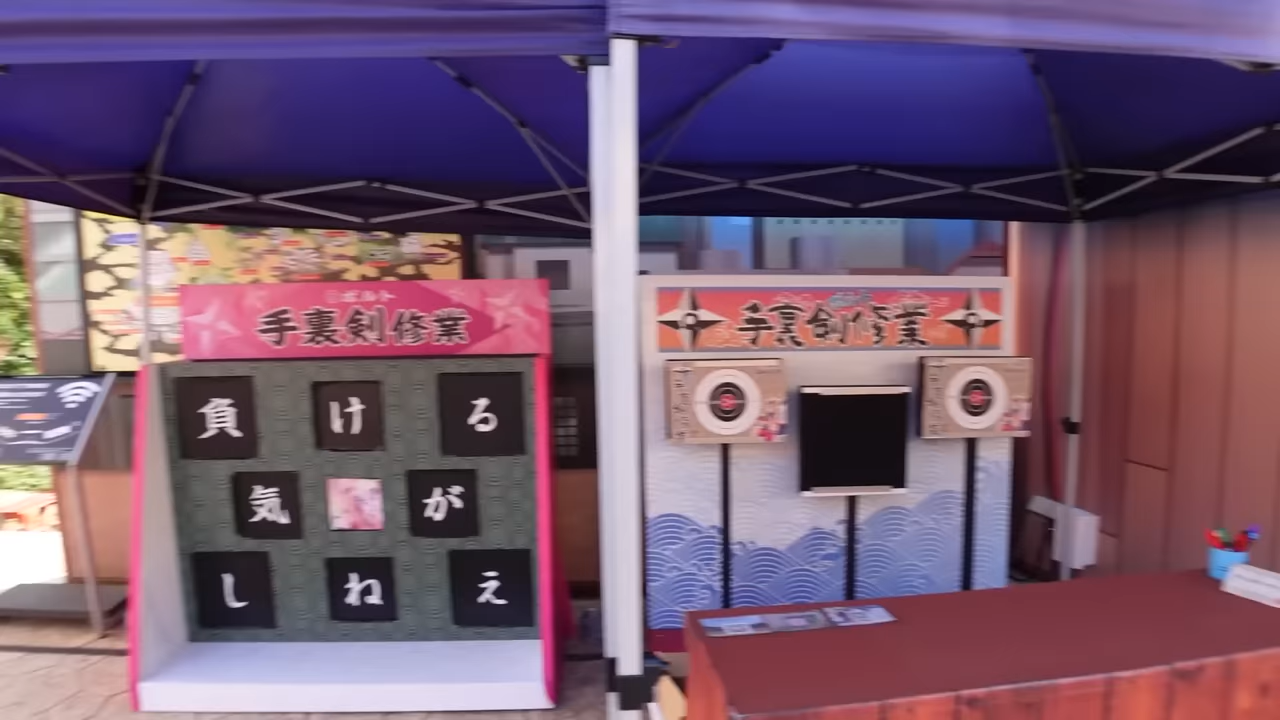 ボルト
手裏剣修業
負 け る
気 が
し ね え
手裏剣修業